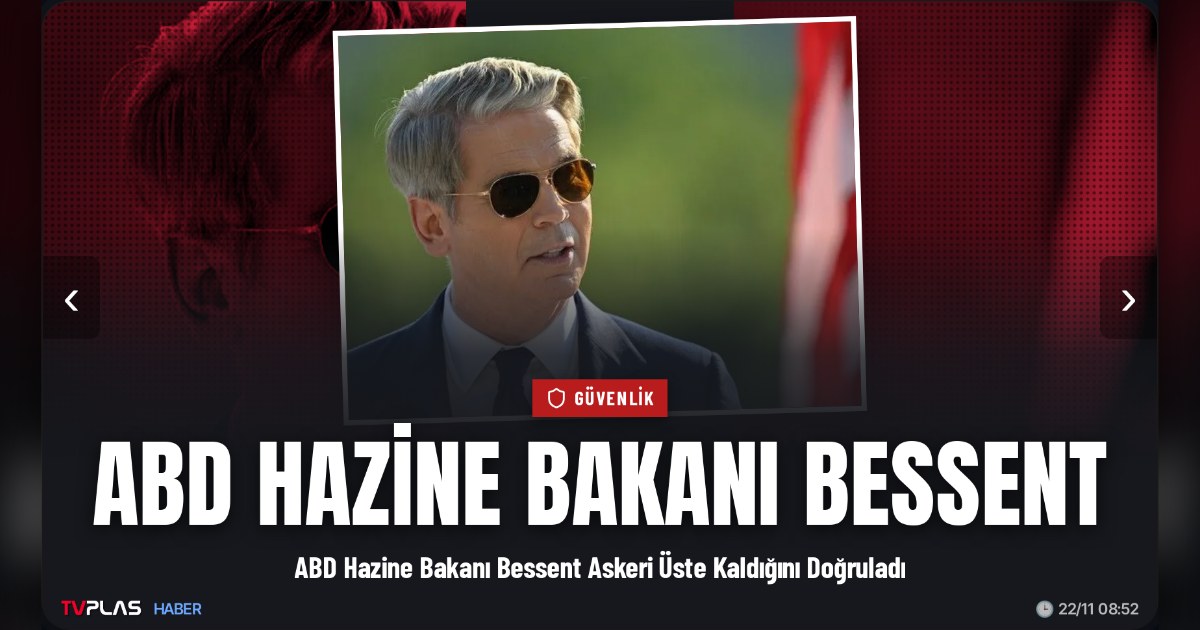 GÜVENLİK
ABD HAZİNE BAKANI BESSENT
ABD Hazine Bakanı Bessent Askeri Üste Kaldığını Doğruladı
TVPLAS HABER
22/11 08:52